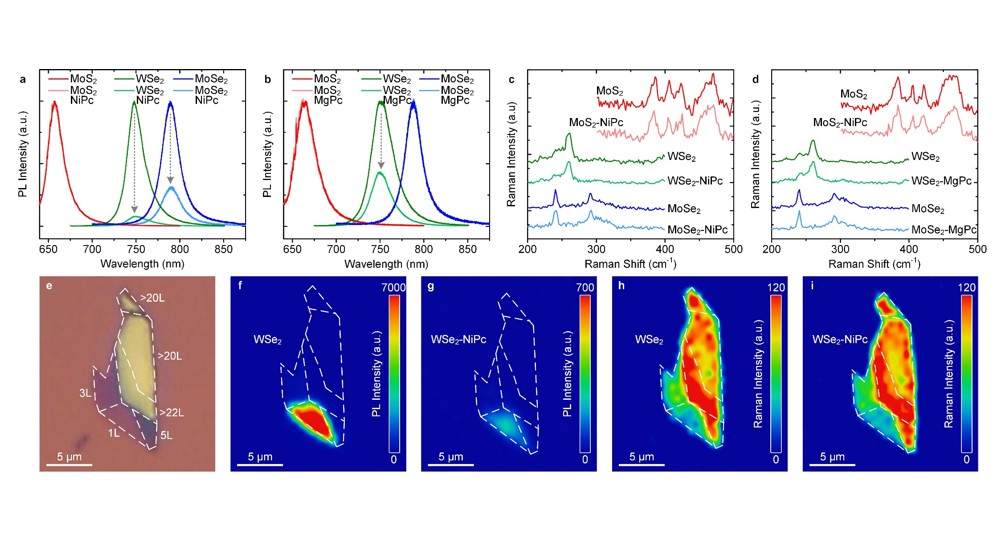 a
MoS2 WSe2 MoSe2
MoS2 WSe2 MoSe2
NiPc NiPc NiPc
PL Intensity (a.u.)
650 700 750 800 850
Wavelength (nm)
b
MoS2 WSe2 MoSe2
MoS2 WSe2 MoSe2
MgPc MgPc MgPc
PL Intensity (a.u.)
650 700 750 800 850
Wavelength (nm)
c
MoS2
MoS2-NiPc
WSe2
WSe2-NiPc
MoSe2
MoSe2-NiPc
Raman Intensity (a.u)
200 300 400 500
Raman Shift (cm-1)
d
MoS2
MoS2-NiPc
WSe2
WSe2-MgPc
MoSe2
MoSe2-MgPc
Raman Intensity (a.u)
200 300 400 500
Raman Shift (cm-1)
e
>20L
>20L
3L
>22L
1L
5L
5 µm
f
WSe2
7000
PL Intensity (a.u.)
0
5 µm
g
WSe2-NiPc
700
PL Intensity (a.u.)
0
5 µm
h
WSe2
120
Raman Intensity (a.u.)
0
5 µm
i
WSe2-NiPc
120
Raman Intensity (a.u.)
0
5 µm